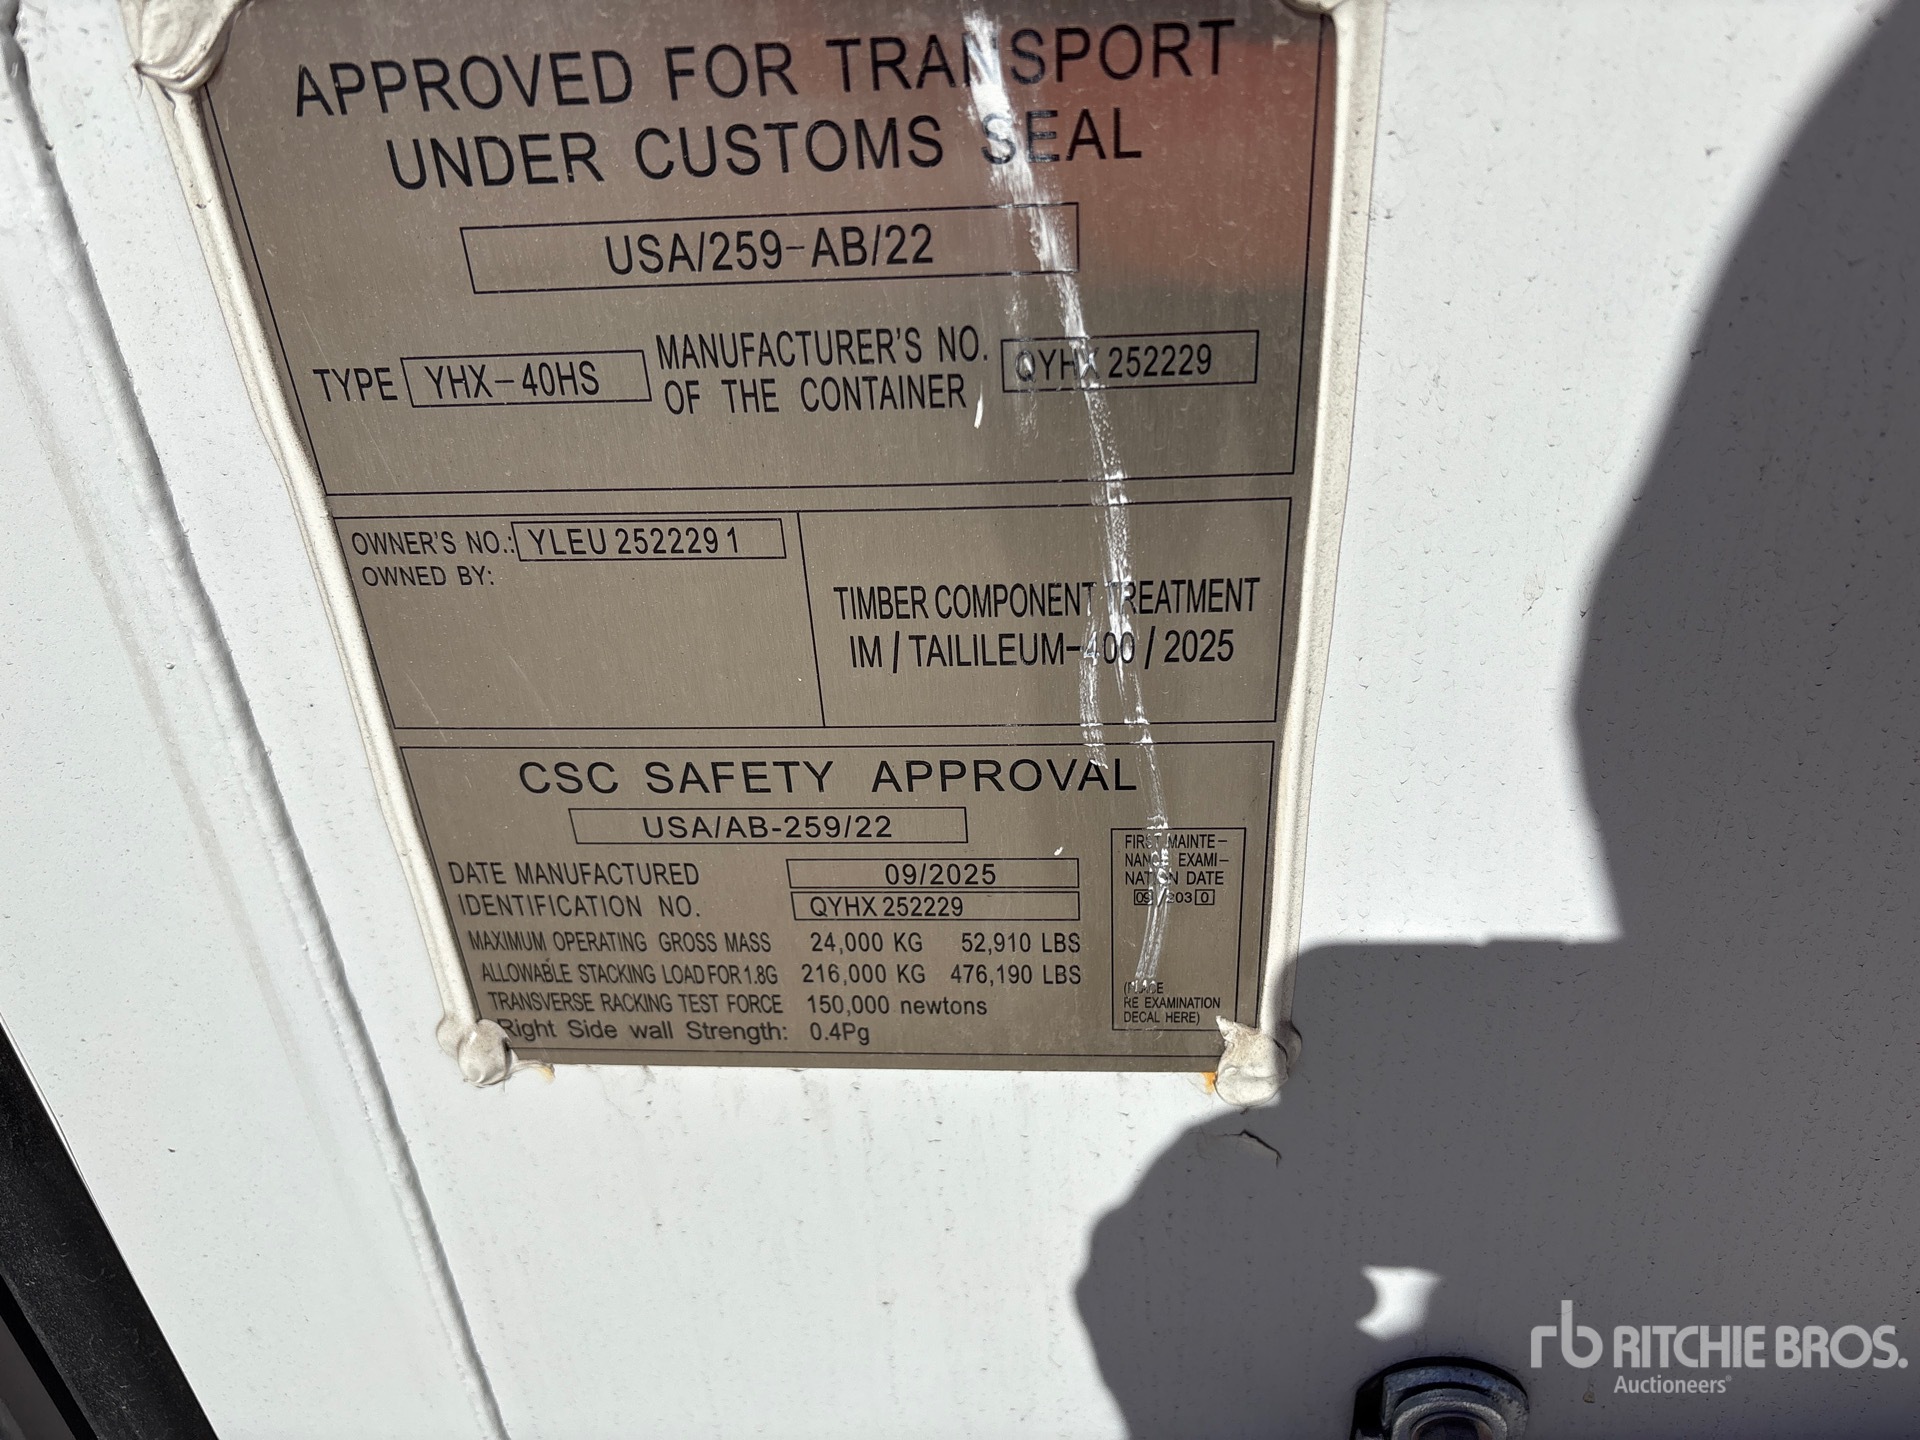 APPROVED FOR TRANSPORT
UNDER CUSTOMS SEAL
USA/259-AB/22
TYPE YHX-40HS MANUFACTURER'S NO. OF THE CONTAINER QYHX 252229
OWNER'S NO.: YLEU 252229 1
OWNED BY:
TIMBER COMPONENT TREATMENT
IM / TAILILEUM-400 / 2025
CSC SAFETY APPROVAL
USA/AB-259/22
DATE MANUFACTURED 09/2025
IDENTIFICATION NO. QYHX 252229
MAXIMUM OPERATING GROSS MASS 24,000 KG 52,910 LBS
ALLOWABLE STACKING LOAD FOR 1.8G 216,000 KG 476,190 LBS
TRANSVERSE RACKING TEST FORCE 150,000 newtons
Right Side wall Strength: 0.4Pg
FIRST MAINTE-
NANCE EXAMI-
NATION DATE
09/2030
RE EXAMINATION
DECAL HERE)
rb RITCHIE BROS.
Auctioneers